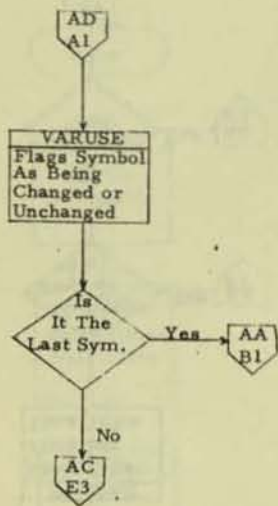 AD
A1
VARUSE
Flags Symbol
As Being
Changed or
Unchanged
Is
It The
Last Sym.
Yes
AA
B1
No
AC
E3